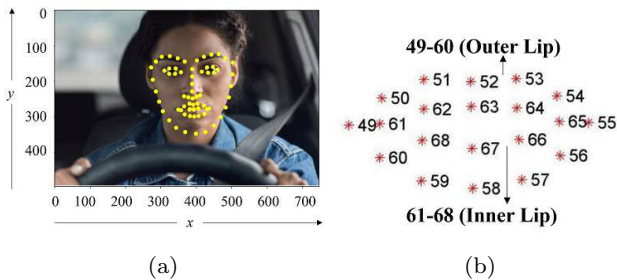 0
100
200
300
400
y
0 100 200 300 400 500 600 700
x
(a)
49-60 (Outer Lip)
51 52 53
50 54
62 63 64
49 61 65 55
68 67 66
60 56
59 58 57
61-68 (Inner Lip)
(b)